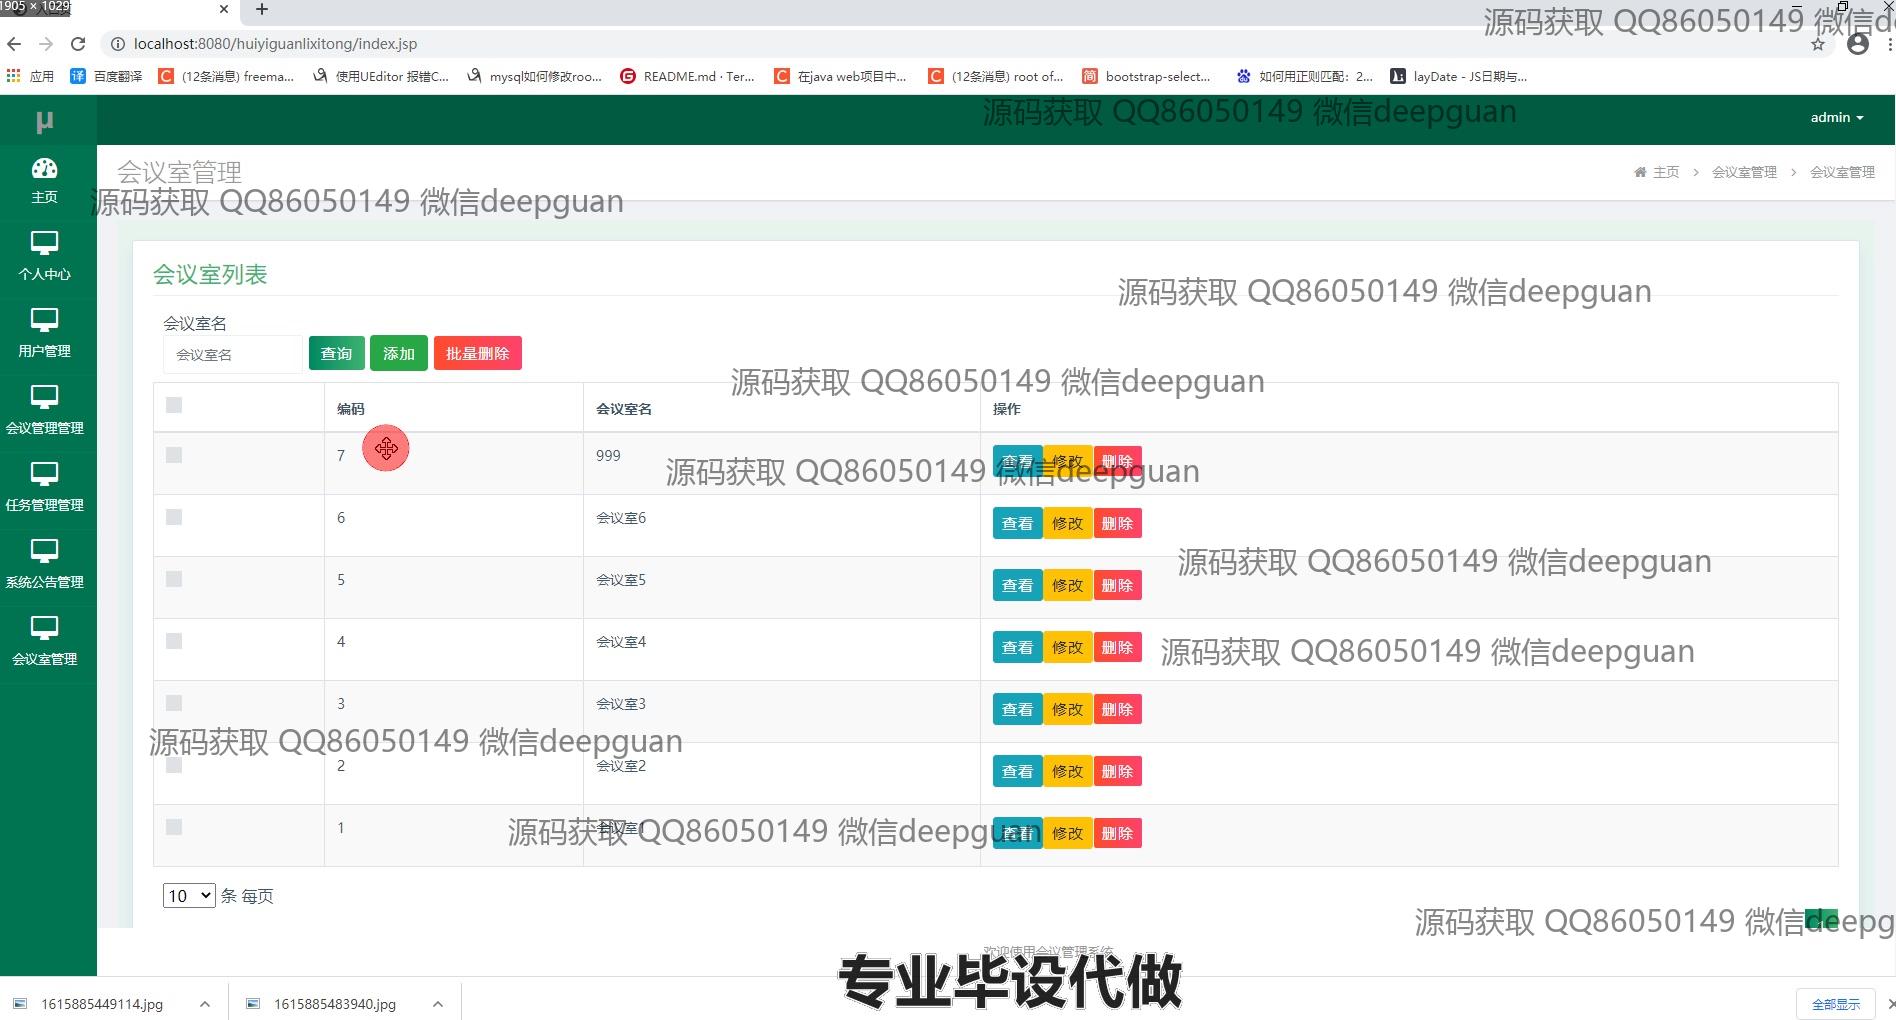 1905 × 1029
源码获取 QQ86050149 微信de
localhost:8080/huiyiguanlixitong/index.jsp
应用
百度翻译
(12条消息) freema...
使用UEditor 报错C...
mysql如何修改roo...
README.md · Ter...
在java web项目中...
(12条消息) root of...
bootstrap-select...
如何用正则匹配：2...
layDate - JS日期与...
µ
源码获取 QQ86050149 微信deepguan
admin
会议室管理
主页 > 会议室管理 > 会议室管理
源码获取 QQ86050149 微信deepguan
主页
个人中心
用户管理
会议管理管理
任务管理管理
系统公告管理
会议室管理
会议室列表
源码获取 QQ86050149 微信deepguan
会议室名
会议室名 查询 添加 批量删除
源码获取 QQ86050149 微信deepguan
编码 会议室名 操作
7 999 查看 修改 删除
源码获取 QQ86050149 微信deepguan
6 会议室6 查看 修改 删除
源码获取 QQ86050149 微信deepguan
5 会议室5 查看 修改 删除
4 会议室4 查看 修改 删除
源码获取 QQ86050149 微信deepguan
3 会议室3 查看 修改 删除
源码获取 QQ86050149 微信deepguan
2 会议室2 查看 修改 删除
1 会议室1 查看 修改 删除
源码获取 QQ86050149 微信deepguan
10 条 每页
源码获取 QQ86050149 微信deepg
欢迎使用会议管理系统
专业毕设代做
1615885449114.jpg
1615885483940.jpg
全部显示